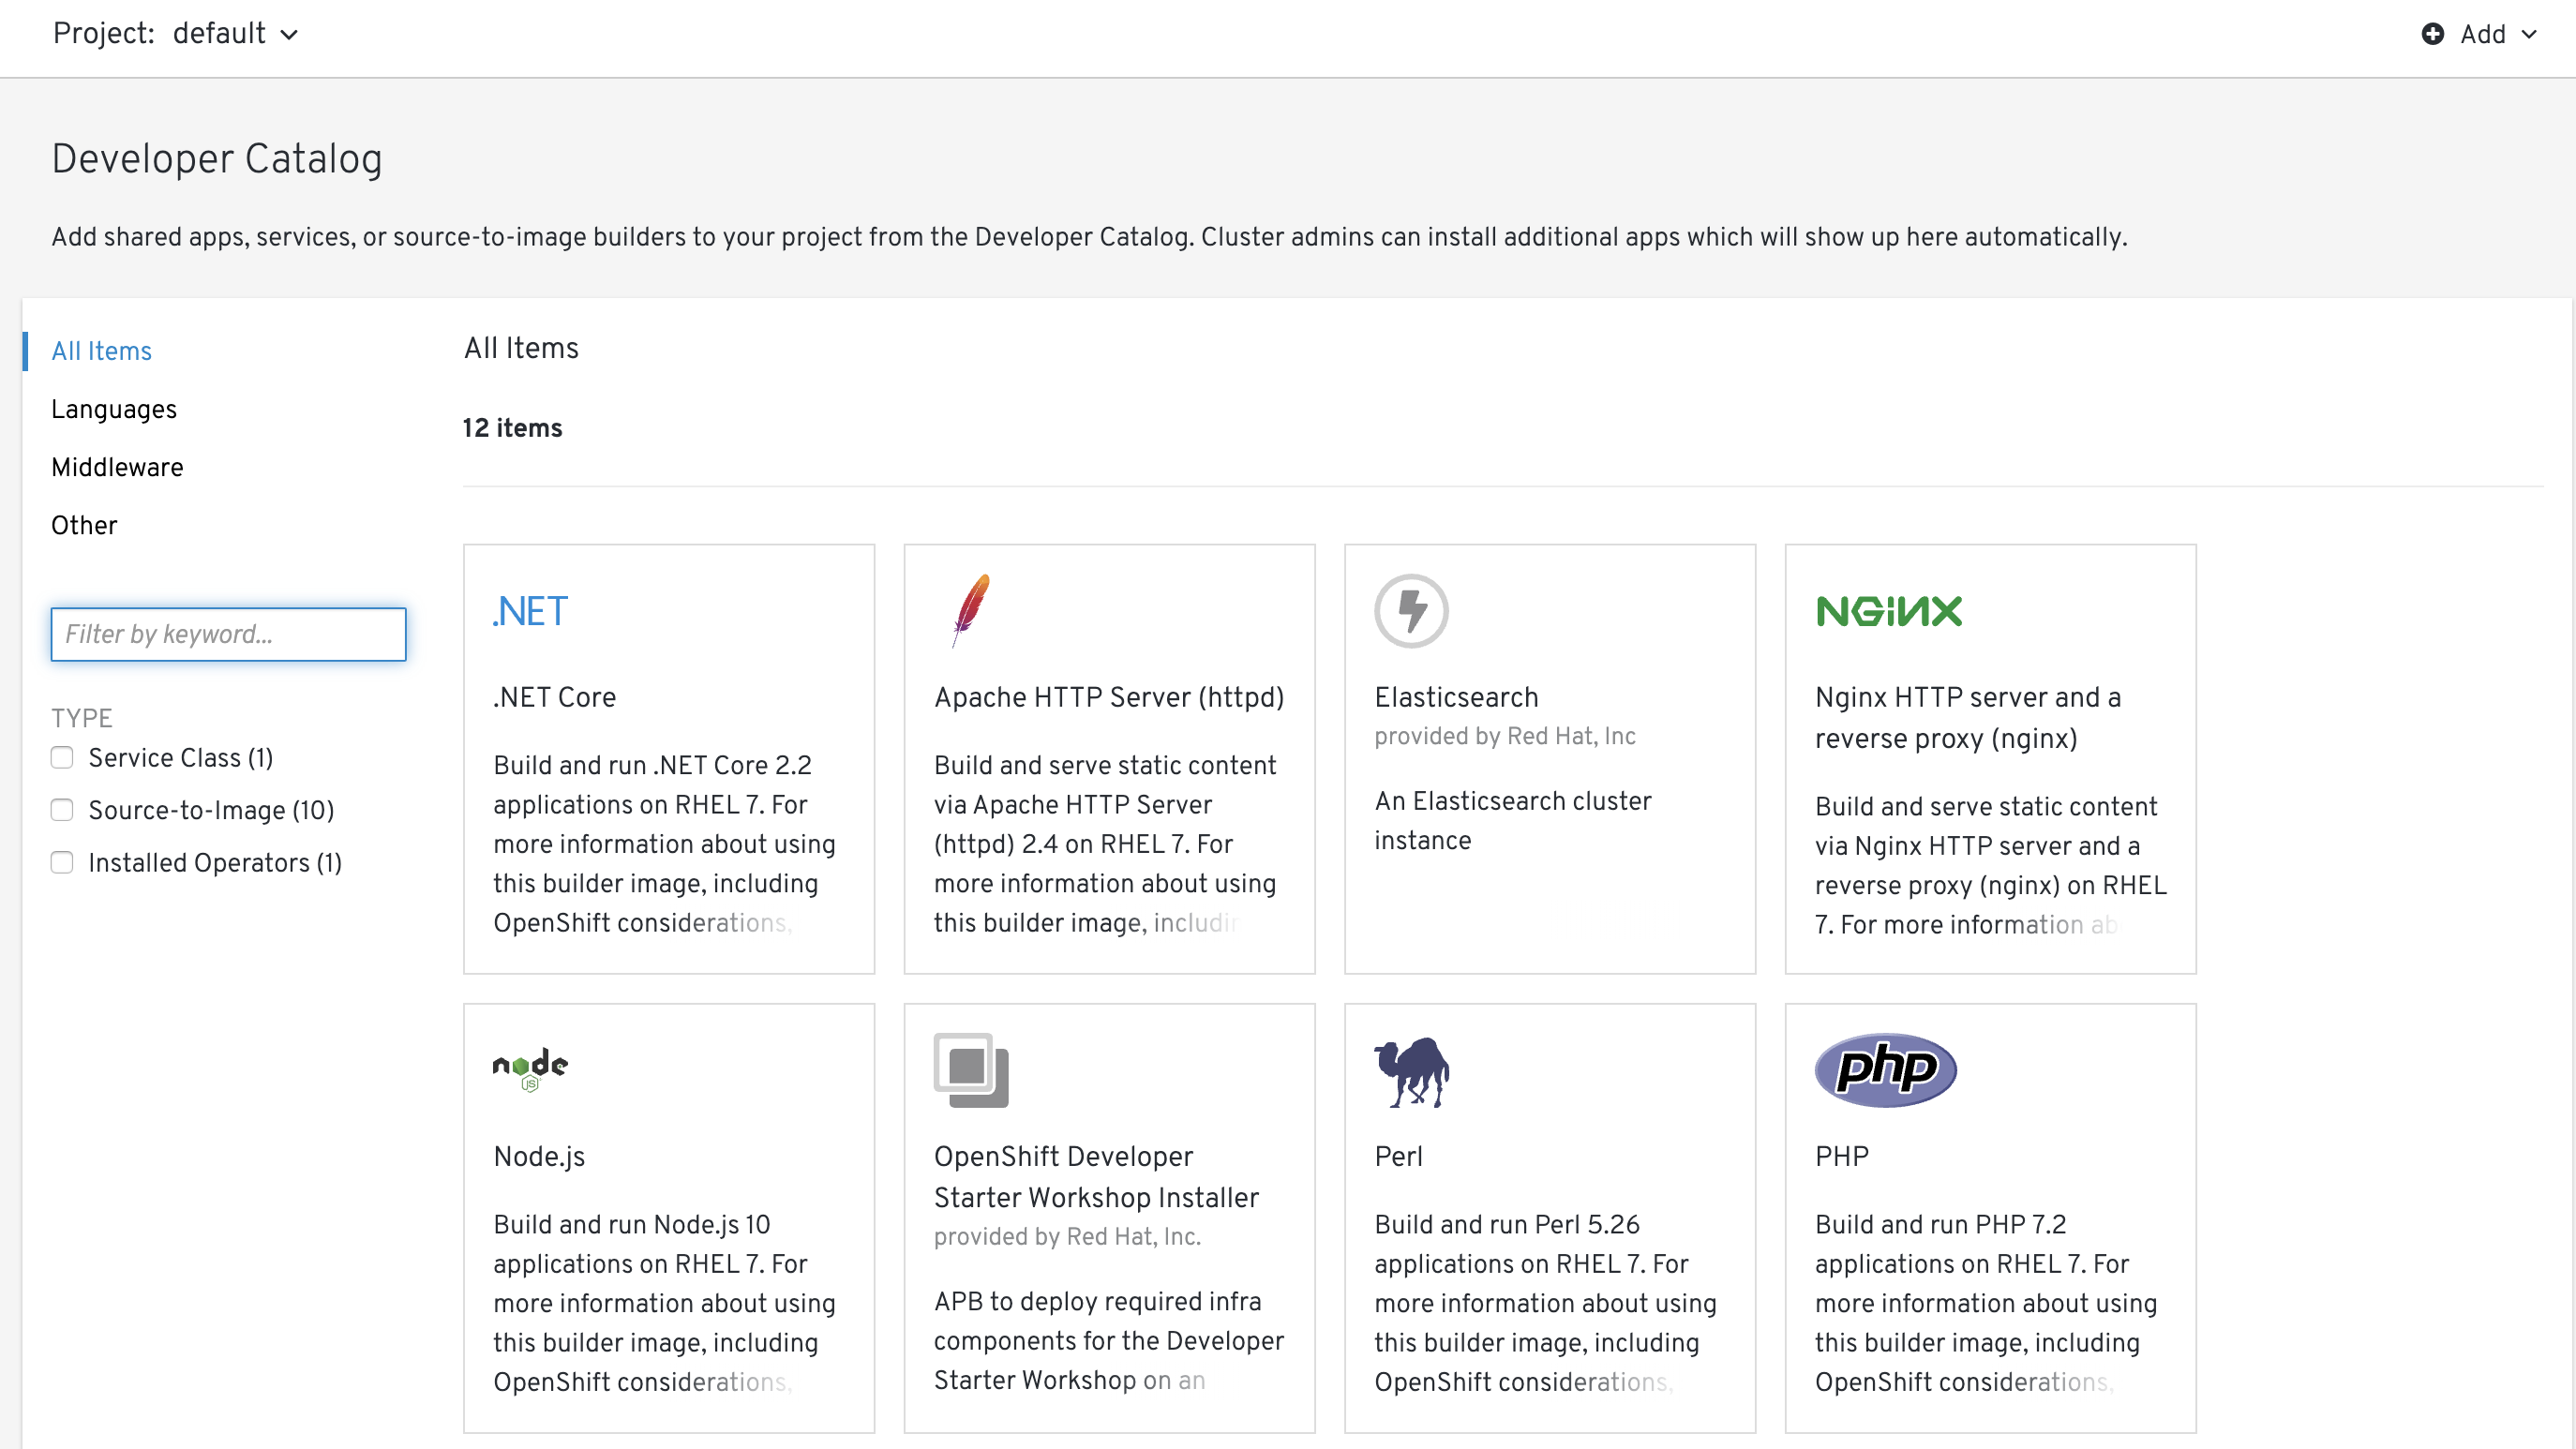 Project: default
Add
Developer Catalog
Add shared apps, services, or source-to-image builders to your project from the Developer Catalog. Cluster admins can install additional apps which will show up here automatically.
All Items
Languages
Middleware
Other
Filter by keyword...
TYPE
Service Class (1)
Source-to-Image (10)
Installed Operators (1)
All Items
12 items
.NET
.NET Core
Build and run .NET Core 2.2
applications on RHEL 7. For
more information about using
this builder image, including
OpenShift considerations,
Apache HTTP Server (httpd)
Build and serve static content
via Apache HTTP Server
(httpd) 2.4 on RHEL 7. For
more information about using
this builder image, includin
Elasticsearch
provided by Red Hat, Inc
An Elasticsearch cluster
instance
NGINX
Nginx HTTP server and a
reverse proxy (nginx)
Build and serve static content
via Nginx HTTP server and a
reverse proxy (nginx) on RHEL
7. For more information ab
node
JS
Node.js
Build and run Node.js 10
applications on RHEL 7. For
more information about using
this builder image, including
OpenShift considerations,
OpenShift Developer
Starter Workshop Installer
provided by Red Hat, Inc.
APB to deploy required infra
components for the Developer
Starter Workshop on an
Perl
Build and run Perl 5.26
applications on RHEL 7. For
more information about using
this builder image, including
OpenShift considerations,
php
PHP
Build and run PHP 7.2
applications on RHEL 7. For
more information about using
this builder image, including
OpenShift considerations,